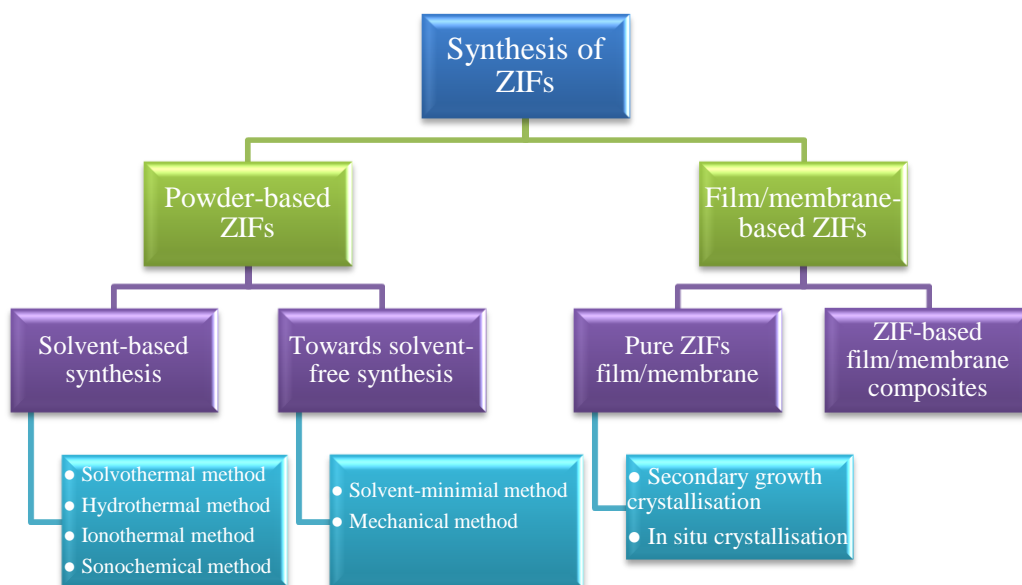 Synthesis of
ZIFs
Powder-based
ZIFs
Film/membrane-
based ZIFs
Solvent-based
synthesis
Towards solvent-
free synthesis
Pure ZIFs
film/membrane
ZIF-based
film/membrane
composites
● Solvothermal method
● Hydrothermal method
● Ionothermal method
● Sonochemical method
● Solvent-minimial method
● Mechanical method
● Secondary growth
crystallisation
● In situ crystallisation